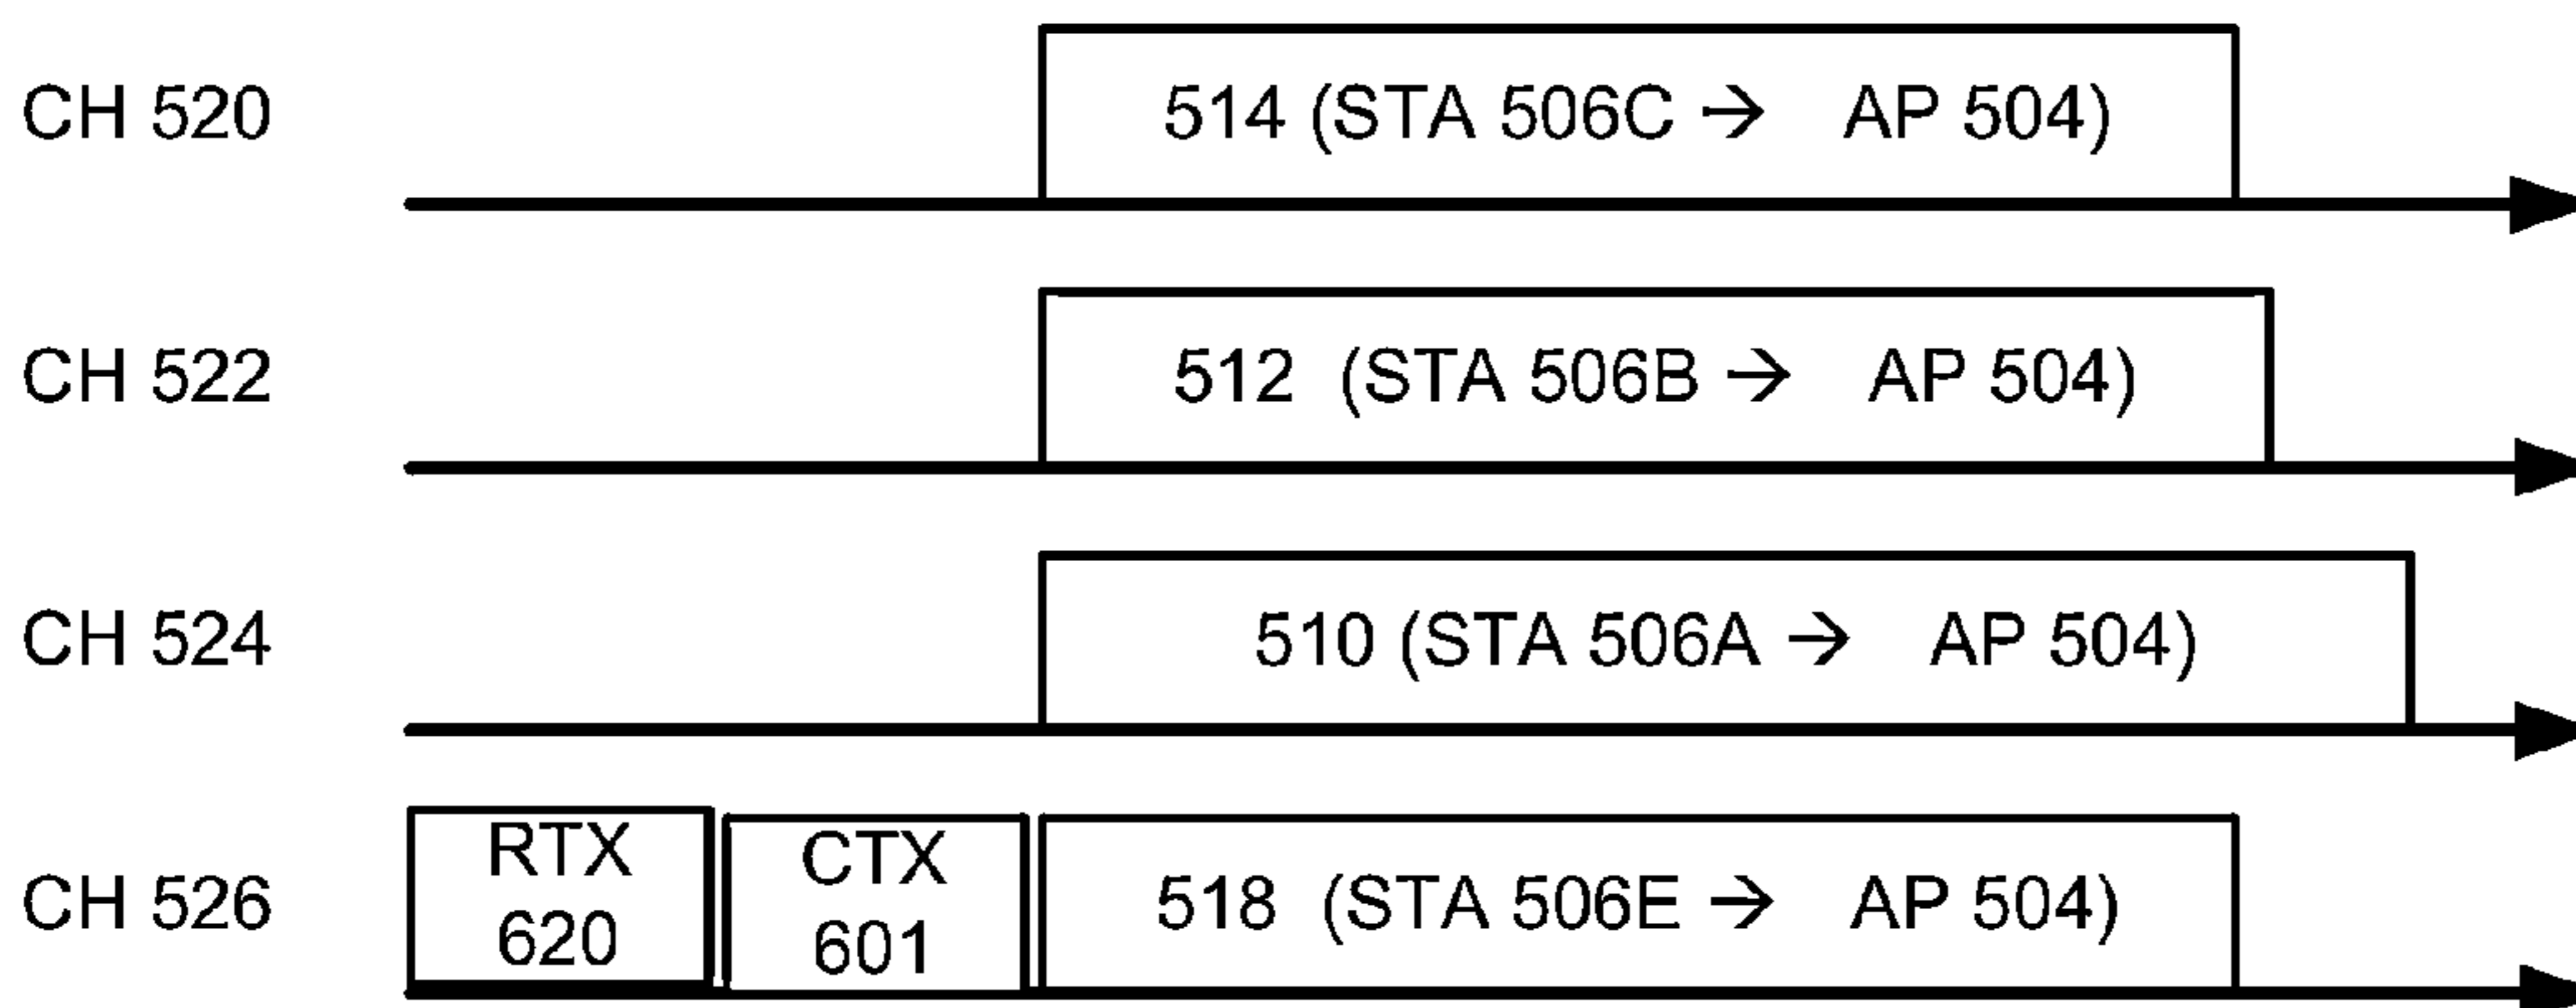 CH 520
514 (STA 506C → AP 504)
CH 522
512 (STA 506B → AP 504)
CH 524
510 (STA 506A → AP 504)
CH 526
RTX
620
CTX
601
518 (STA 506E → AP 504)